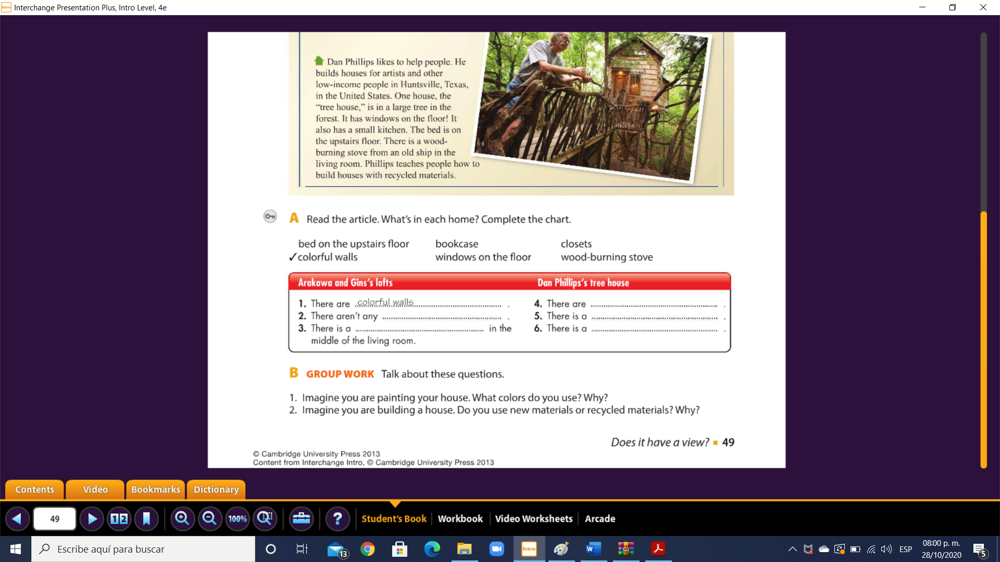 Interchange Presentation Plus, Intro Level, 4e
Dan Phillips likes to help people. He
builds houses for artists and other
low-income people in Huntsville, Texas,
in the United States. One house, the
“tree house,” is in a large tree in the
forest. It has windows on the floor! It
also has a small kitchen. The bed is on
the upstairs floor. There is a wood-
burning stove from an old ship in the
living room. Phillips teaches people how to
build houses with recycled materials.
A Read the article. What’s in each home? Complete the chart.
bed on the upstairs floor bookcase closets
✓colorful walls windows on the floor wood-burning stove
Arakawa and Gins’s lofts Dan Phillips’s tree house
1. There are colorful walls . 4. There are .
2. There aren’t any . 5. There is a .
3. There is a in the 6. There is a .
middle of the living room.
B GROUP WORK Talk about these questions.
1. Imagine you are painting your house. What colors do you use? Why?
2. Imagine you are building a house. Do you use new materials or recycled materials? Why?
Does it have a view? ▪ 49
© Cambridge University Press 2013
Content from Interchange Intro, © Cambridge University Press 2013
Contents Video Bookmarks Dictionary
49 12 100% ? Student’s Book Workbook Video Worksheets Arcade
Escribe aquí para buscar 13 Intro W ESP 08:00 p. m.
28/10/2020 5